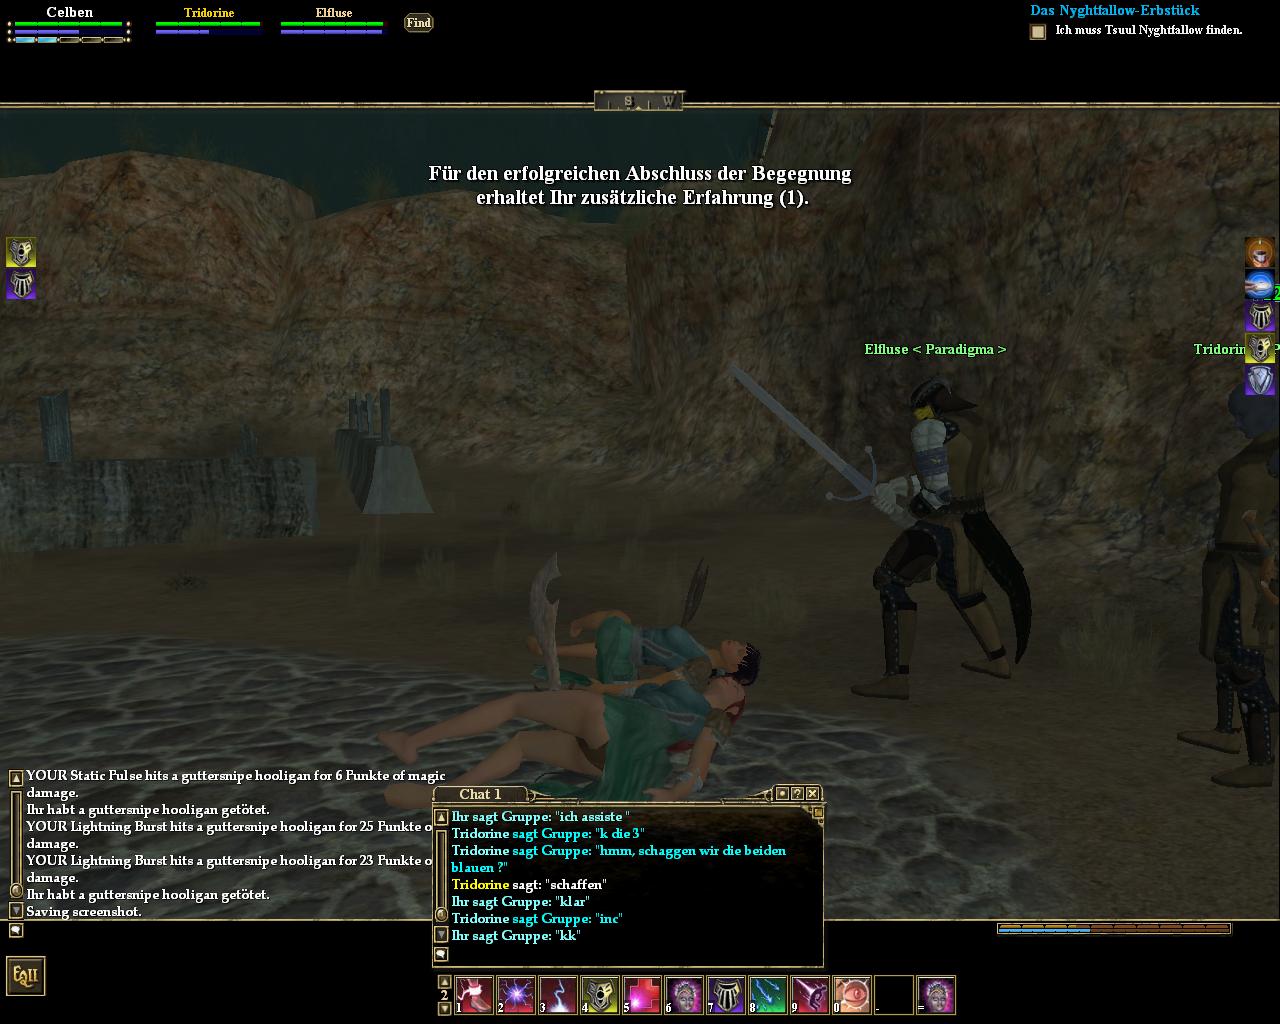 Celben
Tridorine
Elfluse
Find
Das Nyghtfallow-Erbstück
Ich muss Tsuul Nyghtfallow finden.
S W
Für den erfolgreichen Abschluss der Begegnung
erhaltet Ihr zusätzliche Erfahrung (1).
Elfluse < Paradigma >
Tridorin
YOUR Static Pulse hits a guttersnipe hooligan for 6 Punkte of magic
damage.
Ihr habt a guttersnipe hooligan getötet.
YOUR Lightning Burst hits a guttersnipe hooligan for 25 Punkte o
damage.
YOUR Lightning Burst hits a guttersnipe hooligan for 23 Punkte o
damage.
Ihr habt a guttersnipe hooligan getötet.
Saving screenshot.
Chat 1
Ihr sagt Gruppe: "ich assiste "
Tridorine sagt Gruppe: "k die 3"
Tridorine sagt Gruppe: "hmm, schaggen wir die beiden
blauen ?"
Tridorine sagt: "schaffen"
Ihr sagt Gruppe: "klar"
Tridorine sagt Gruppe: "inc"
Ihr sagt Gruppe: "kk"
EQII
2
1 2 3 4 5 6 7 8 9 0 - =